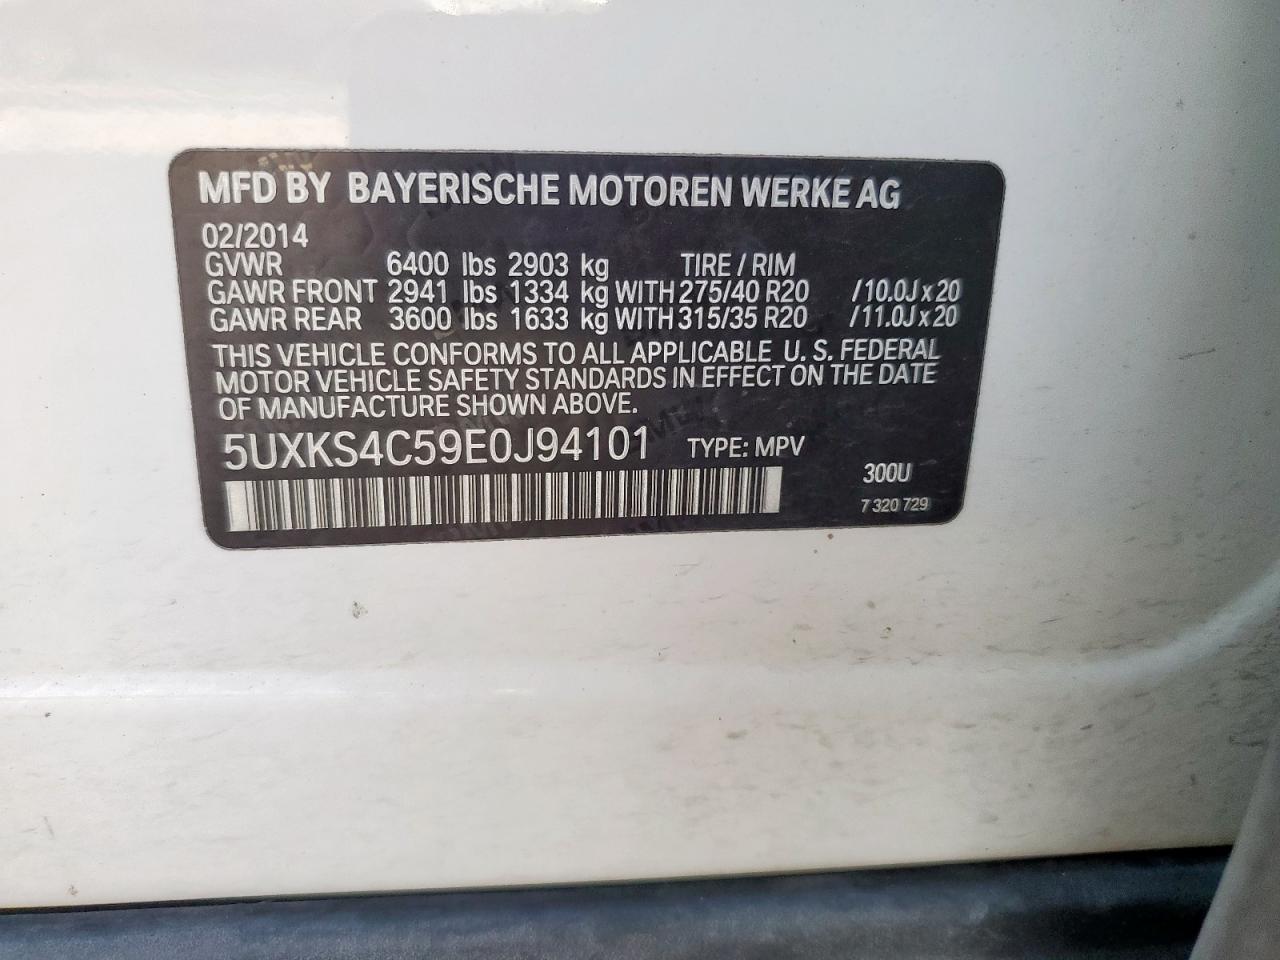 MFD BY BAYERISCHE MOTOREN WERKE AG
02/2014
GVWR 6400 lbs 2903 kg TIRE / RIM
GAWR FRONT 2941 lbs 1334 kg WITH 275/40 R20 /10.0J x 20
GAWR REAR 3600 lbs 1633 kg WITH 315/35 R20 /11.0J x 20
THIS VEHICLE CONFORMS TO ALL APPLICABLE U. S. FEDERAL
MOTOR VEHICLE SAFETY STANDARDS IN EFFECT ON THE DATE
OF MANUFACTURE SHOWN ABOVE.
5UXKS4C59E0J94101 TYPE: MPV
300U
7 320 729